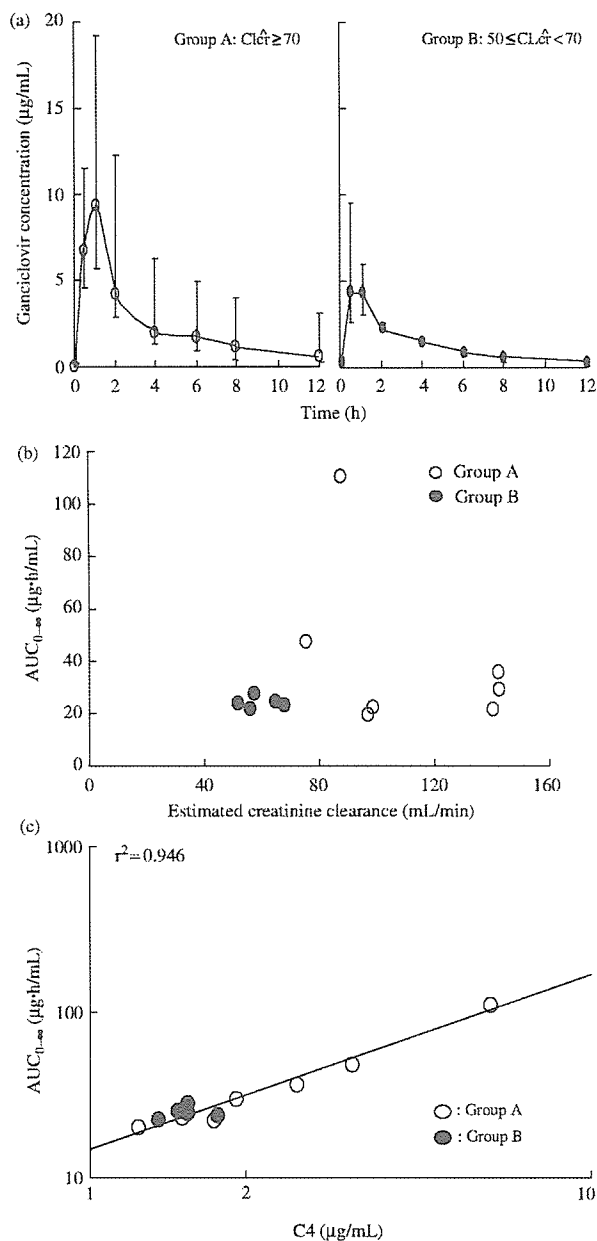 (a)
Group A: Clcr̂≥70
Group B: 50≤CLcr̂<70
Ganciclovir concentration (µg/mL)
20
15
10
5
0
0 2 4 6 8 10 12
0 2 4 6 8 10 12
Time (h)
(b)
AUC0–∞ (µg·h/mL)
120
100
80
60
40
20
0
Group A
Group B
0 40 80 120 160
Estimated creatinine clearance (mL/min)
(c)
r²=0.946
AUC0–∞ (µg·h/mL)
1000
100
10
: Group A
: Group B
1 2 10
C4 (µg/mL)